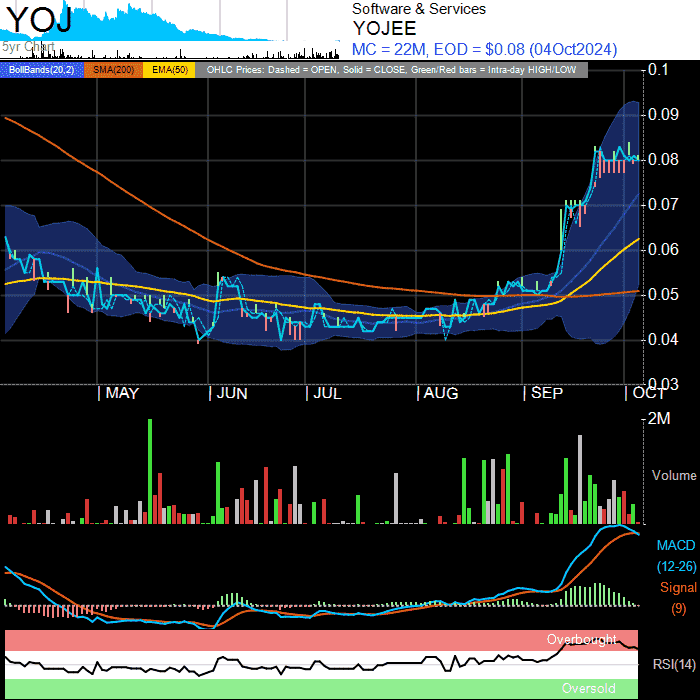 YOJ
5yr Chart
Software & Services
YOJEE
MC = 22M, EOD = $0.08 (04Oct2024)
BollBands(20,2) SMA(200) EMA(50) OHLC Prices: Dashed = OPEN, Solid = CLOSE, Green/Red bars = Intra-day HIGH/LOW
0.1
0.09
0.08
0.07
0.06
0.05
0.04
0.03
MAY JUN JUL AUG SEP OCT
2M
Volume
MACD
(12-26)
Signal
(9)
Overbought
RSI(14)
Oversold